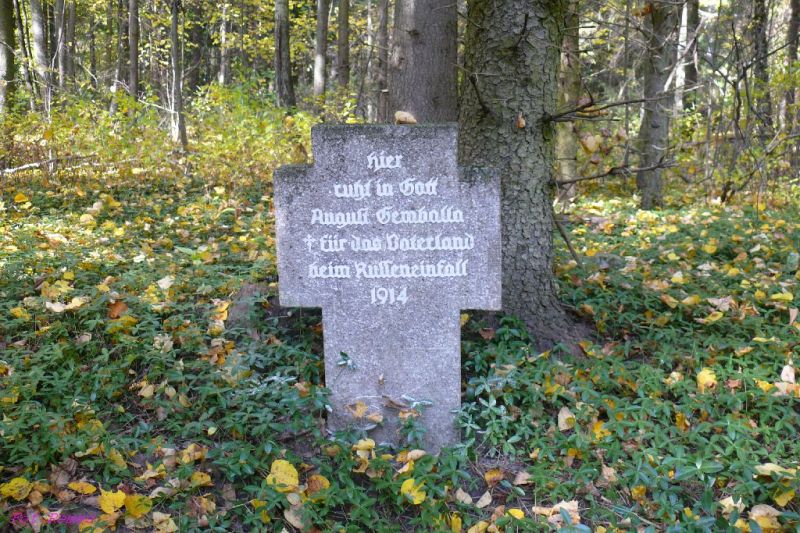 Hier
ruht in Gott
August Gemballa
† für das Vaterland
beim Russeneinfall
1914